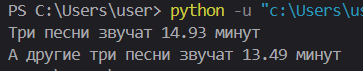 PS C:\Users\user> python -u "c:\Users\us
Три песни звучат 14.93 минут
А другие три песни звучат 13.49 минут